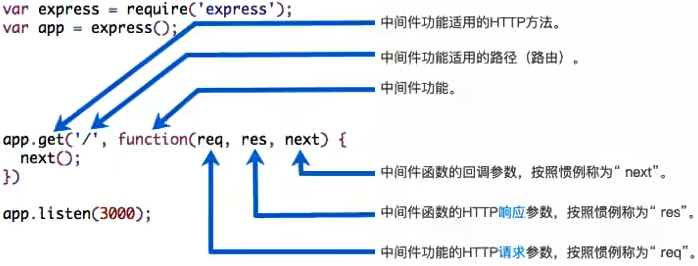 var express = require('express');
var app = express();
中间件功能适用的HTTP方法。
中间件功能适用的路径（路由）。
中间件功能。
app.get('/', function(req, res, next) {
  next();
})
中间件函数的回调参数，按照惯例称为“ next”。
app.listen(3000);
中间件函数的HTTP响应参数，按照惯例称为“ res”。
中间件功能的HTTP请求参数，按照惯例称为“ req”。